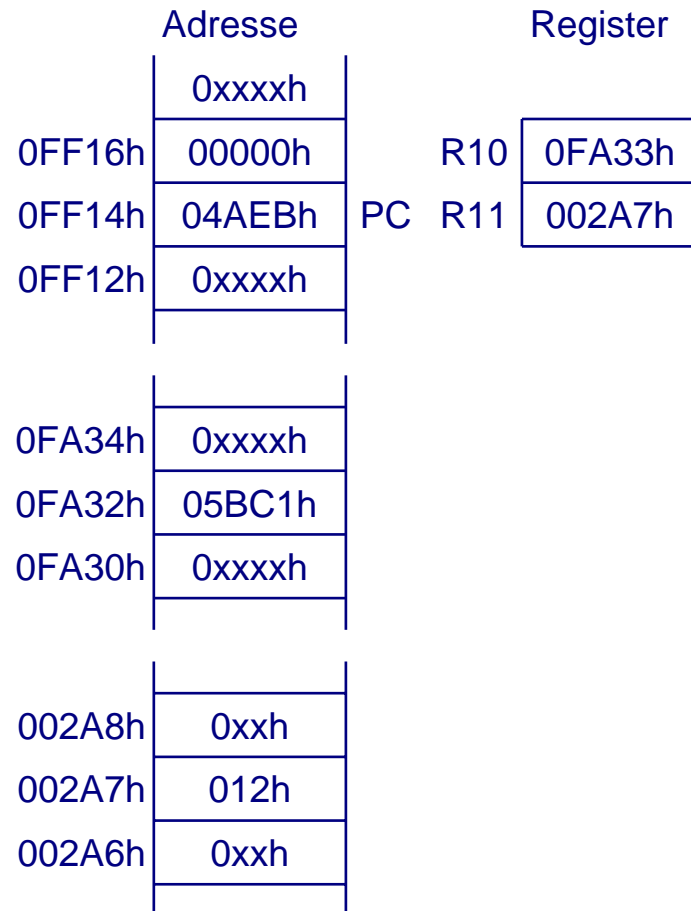 Adresse Register
0xxxxh
0FF16h 00000h R10 0FA33h
0FF14h 04AEBh PC R11 002A7h
0FF12h 0xxxxh
0FA34h 0xxxxh
0FA32h 05BC1h
0FA30h 0xxxxh
002A8h 0xxh
002A7h 012h
002A6h 0xxh